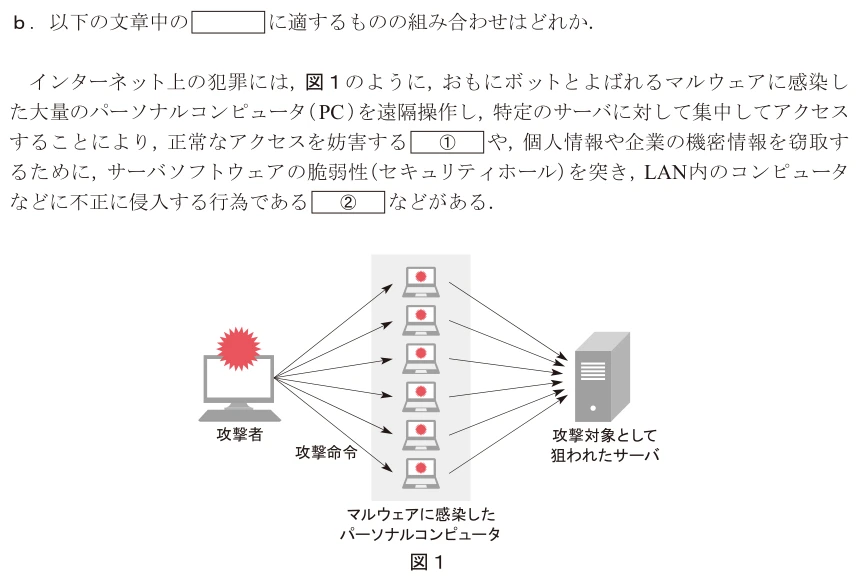 b．以下の文章中の　　　に適するものの組み合わせはどれか．
インターネット上の犯罪には，図１のように，おもにボットとよばれるマルウェアに感染し
た大量のパーソナルコンピュータ（PC）を遠隔操作し，特定のサーバに対して集中してアクセス
することにより，正常なアクセスを妨害する ① や，個人情報や企業の機密情報を窃取す
るために，サーバソフトウェアの脆弱性（セキュリティホール）を突き，LAN内のコンピュータ
などに不正に侵入する行為である ② などがある．
攻撃者
攻撃命令
マルウェアに感染した
パーソナルコンピュータ
攻撃対象として
狙われたサーバ
図１